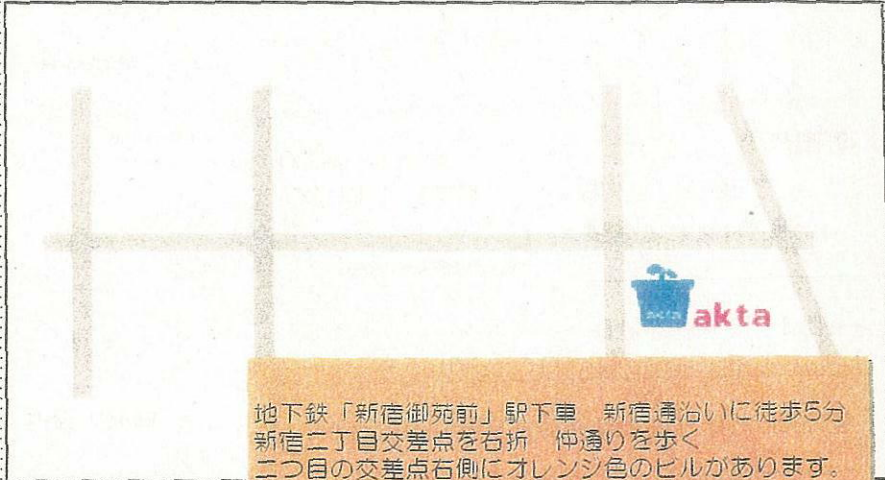 akta
地下鉄「新宿御苑前」駅下車　新宿通沿いに徒歩5分
新宿二丁目交差点を右折　仲通りを歩く
二つ目の交差点右側にオレンジ色のビルがあります。